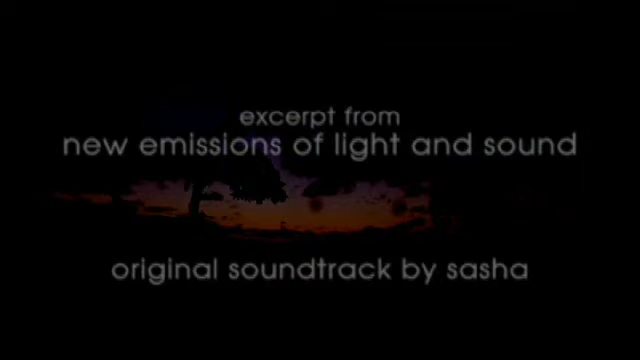 excerpt from
new emissions of light and sound
original soundtrack by sasha